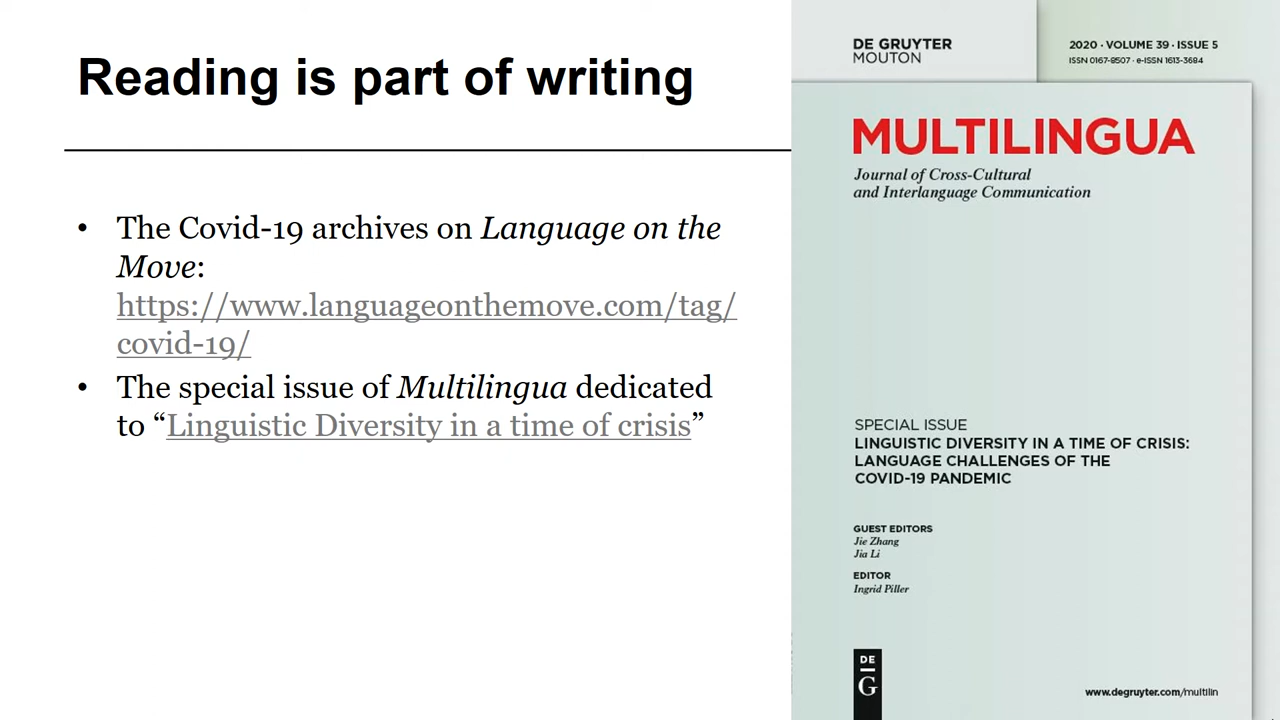 Reading is part of writing
• The Covid-19 archives on Language on the
Move:
https://www.languageonthemove.com/tag/
covid-19/
• The special issue of Multilingua dedicated
to “Linguistic Diversity in a time of crisis”
DE GRUYTER
MOUTON
2020 · VOLUME 39 · ISSUE 5
ISSN 0167-8507 · e-ISSN 1613-3684
MULTILINGUA
Journal of Cross-Cultural
and Interlanguage Communication
SPECIAL ISSUE
LINGUISTIC DIVERSITY IN A TIME OF CRISIS:
LANGUAGE CHALLENGES OF THE
COVID-19 PANDEMIC
GUEST EDITORS
Jie Zhang
Jia Li
EDITOR
Ingrid Piller
DE
G
www.degruyter.com/multilin